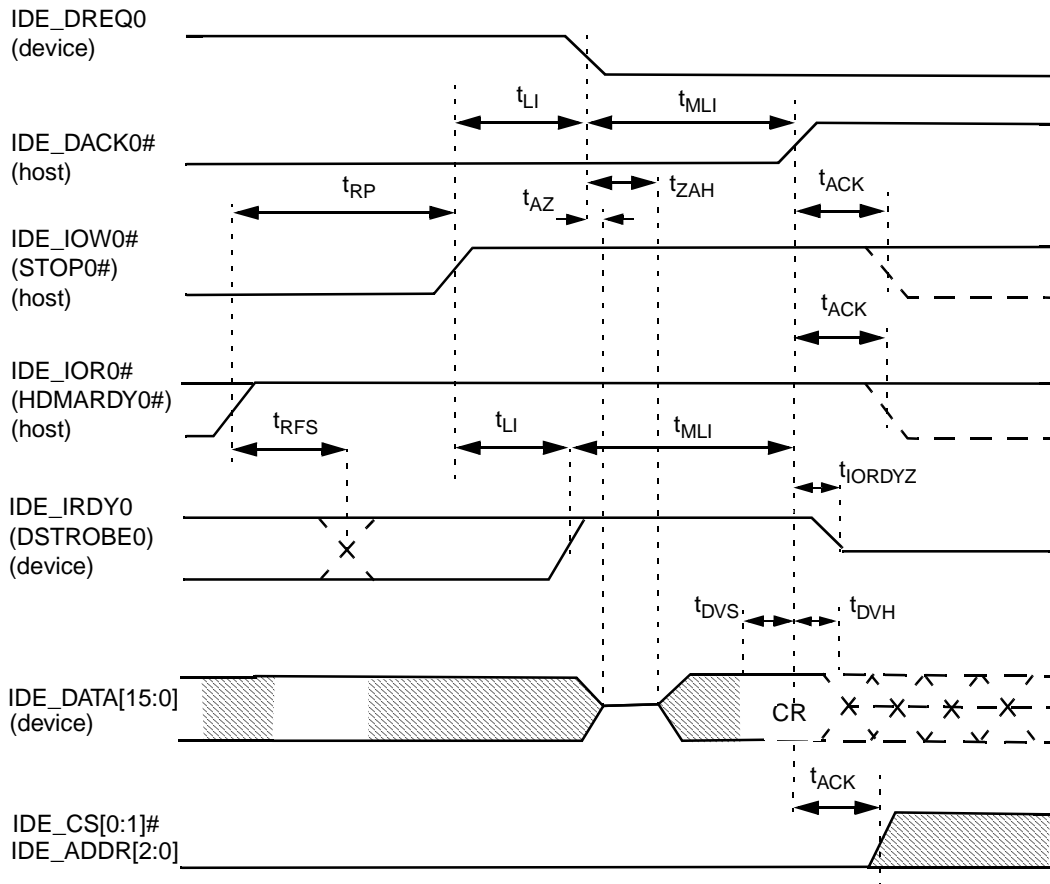 IDE_DREQ0
(device)
tLI
tMLI
IDE_DACK0#
(host)
tRP
tAZ
tZAH
tACK
IDE_IOW0#
(STOP0#)
(host)
tACK
IDE_IOR0#
(HDMARDY0#)
(host)
tRFS
tLI
tMLI
tIORDYZ
IDE_IRDY0
(DSTROBE0)
(device)
tDVS
tDVH
IDE_DATA[15:0]
(device)
CR
tACK
IDE_CS[0:1]#
IDE_ADDR[2:0]